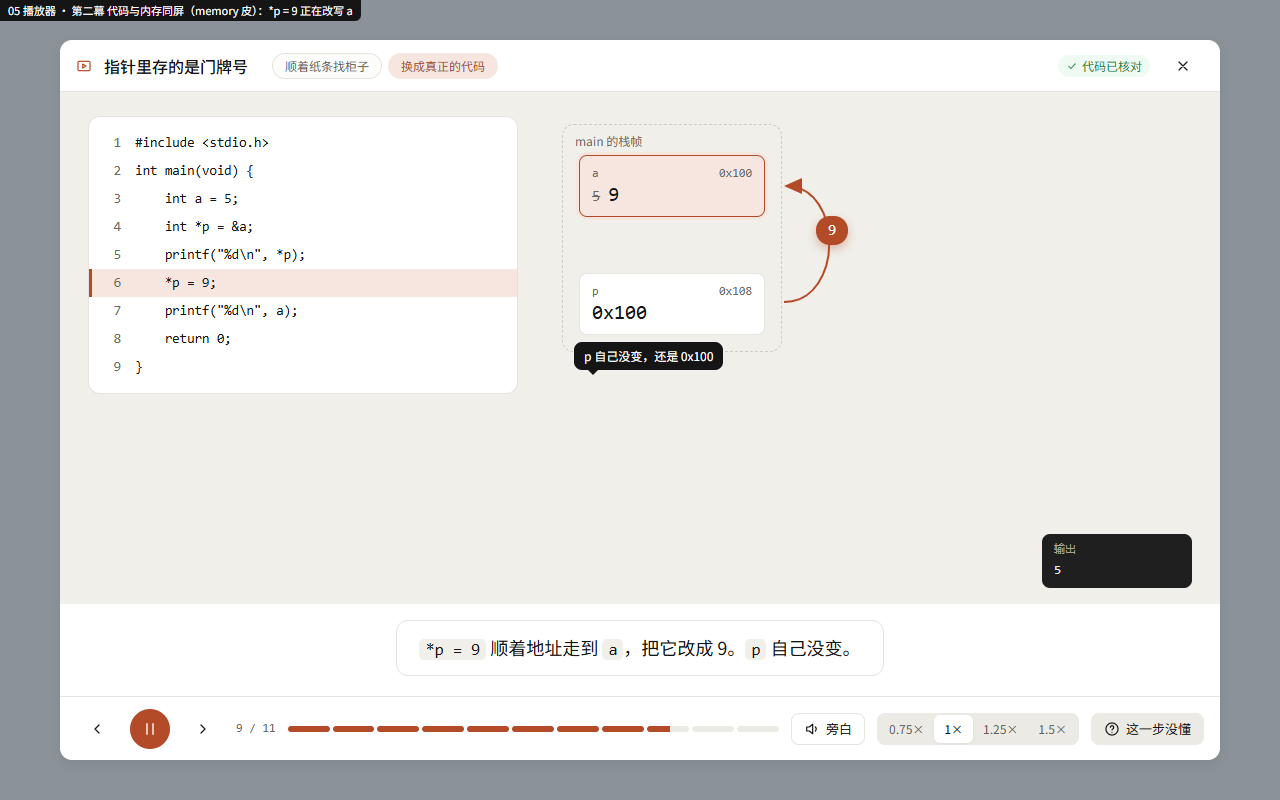 05 播放器 · 第二幕 代码与内存同屏（memory 皮）：*p = 9 正在改写 a
指针里存的是门牌号
顺着纸条找柜子
换成真正的代码
代码已核对
1 #include <stdio.h>
2 int main(void) {
3 int a = 5;
4 int *p = &a;
5 printf("%d\n", *p);
6 *p = 9;
7 printf("%d\n", a);
8 return 0;
9 }
main 的栈帧
a 0x100
5 9
9
p 0x108
0x100
p 自己没变，还是 0x100
输出
5
*p = 9 顺着地址走到 a，把它改成 9。p 自己没变。
9 / 11
旁白
0.75× 1× 1.25× 1.5×
这一步没懂